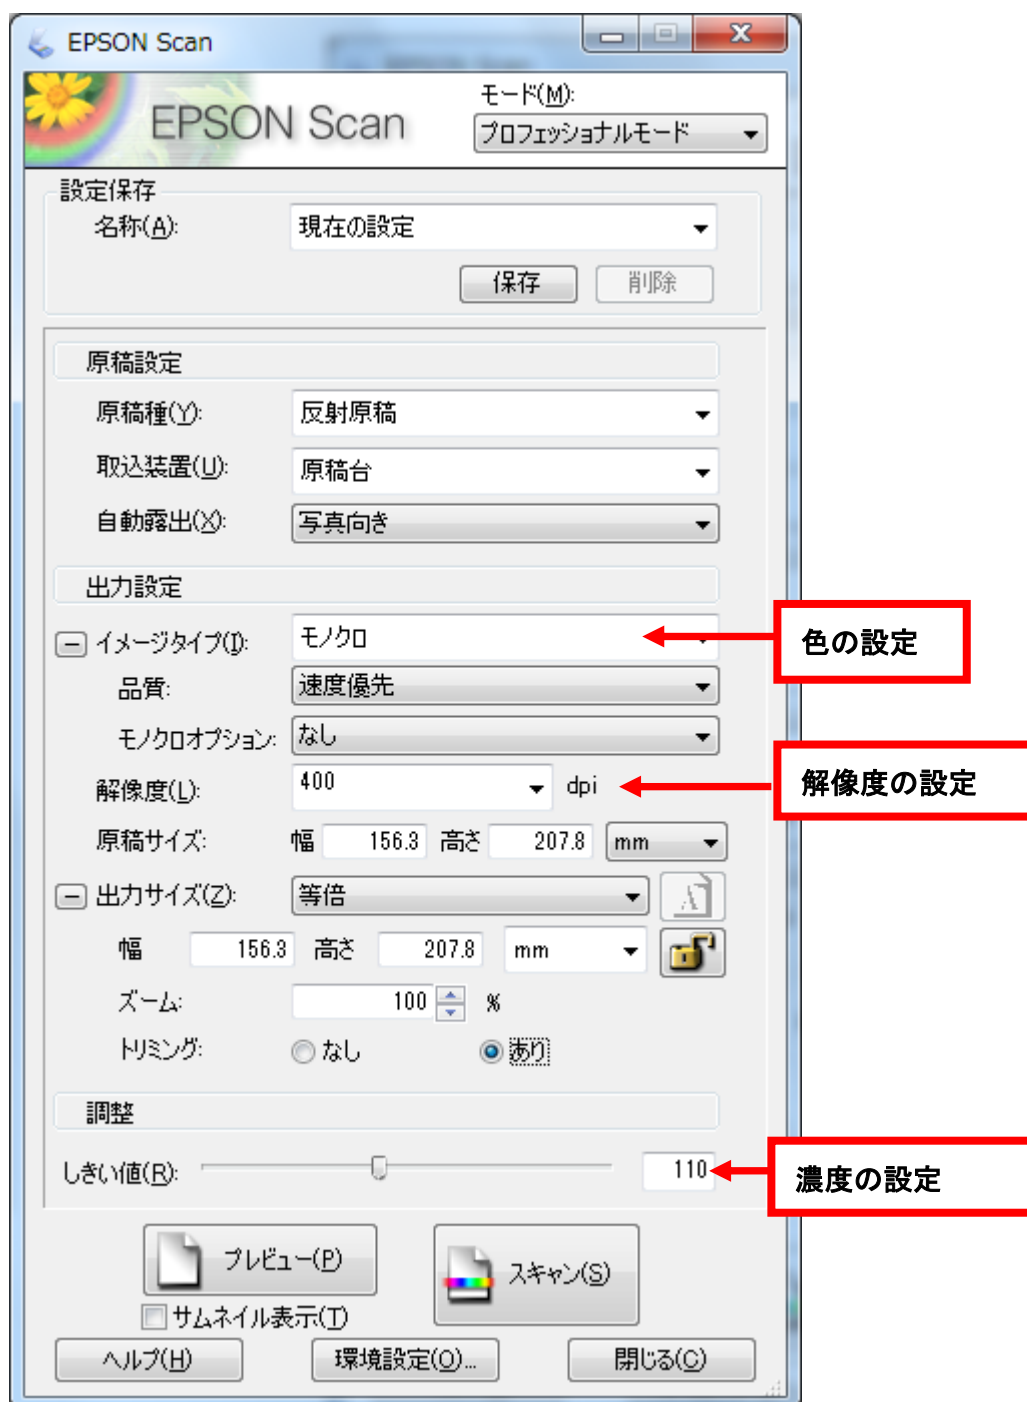 EPSON Scan
EPSON Scan
モード(M):
プロフェッショナルモード
設定保存
名称(A):
現在の設定
保存
削除
原稿設定
原稿種(Y):
反射原稿
取込装置(U):
原稿台
自動露出(X):
写真向き
出力設定
イメージタイプ(I):
モノクロ
色の設定
品質:
速度優先
モノクロオプション:
なし
解像度(L):
400
dpi
解像度の設定
原稿サイズ:
幅 156.3 高さ 207.8 mm
出力サイズ(Z):
等倍
幅 156.3 高さ 207.8 mm
ズーム:
100 %
トリミング:
なし
あり
調整
しきい値(R):
110
濃度の設定
プレビュー(P)
スキャン(S)
サムネイル表示(T)
ヘルプ(H)
環境設定(O)...
閉じる(C)